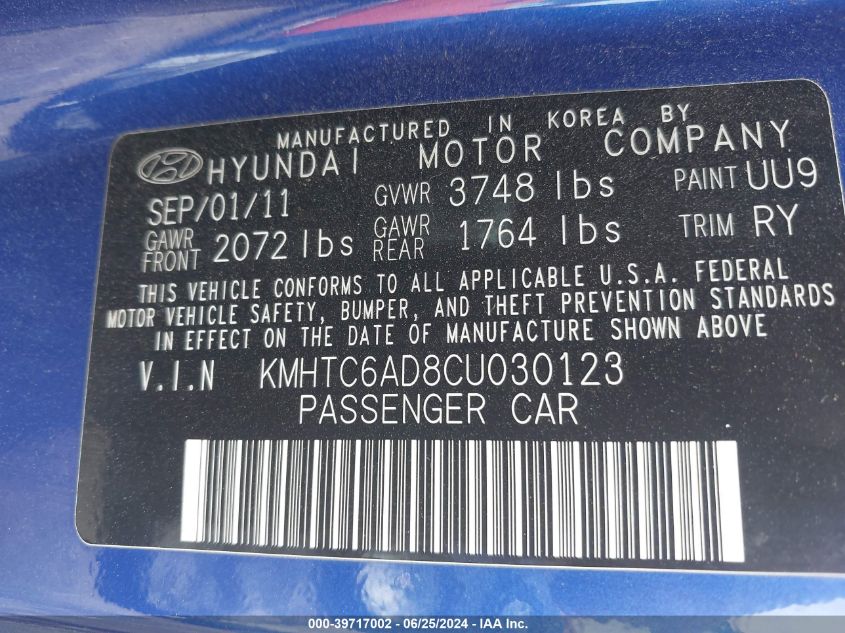 MANUFACTURED IN KOREA BY
HYUNDAI MOTOR COMPANY
SEP/01/11 GVWR 3748 lbs PAINT UU9
GAWR FRONT 2072 lbs GAWR REAR 1764 lbs TRIM RY
THIS VEHICLE CONFORMS TO ALL APPLICABLE U.S.A. FEDERAL
MOTOR VEHICLE SAFETY, BUMPER, AND THEFT PREVENTION STANDARDS
IN EFFECT ON THE DATE OF MANUFACTURE SHOWN ABOVE
V.I.N KMHTC6AD8CU030123
PASSENGER CAR
000-39717002 - 06/25/2024 - IAA Inc.